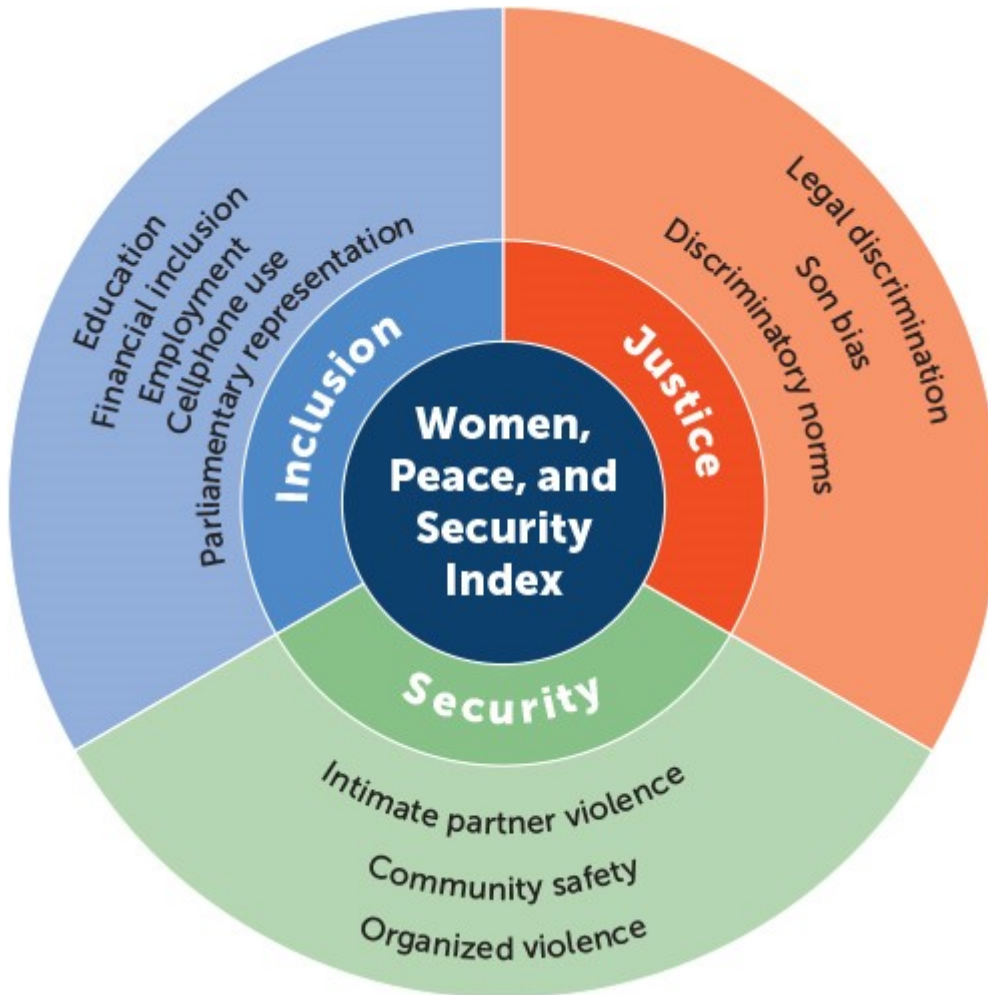 Women,
Peace, and
Security
Index
Inclusion
Education
Financial inclusion
Employment
Cellphone use
Parliamentary representation
Justice
Legal discrimination
Son bias
Discriminatory norms
Security
Intimate partner violence
Community safety
Organized violence